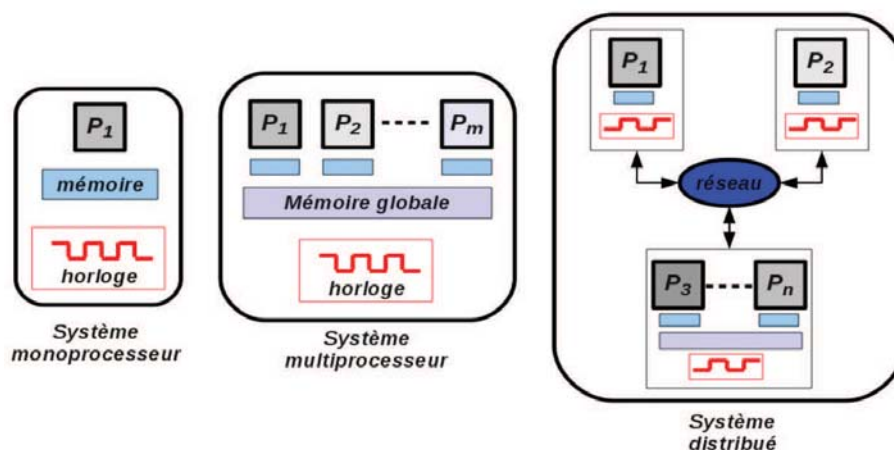 P1
mémoire
horloge
Système
monoprocesseur
P1 P2 Pm
Mémoire globale
horloge
Système
multiprocesseur
P1 P2
réseau
P3 Pn
Système
distribué